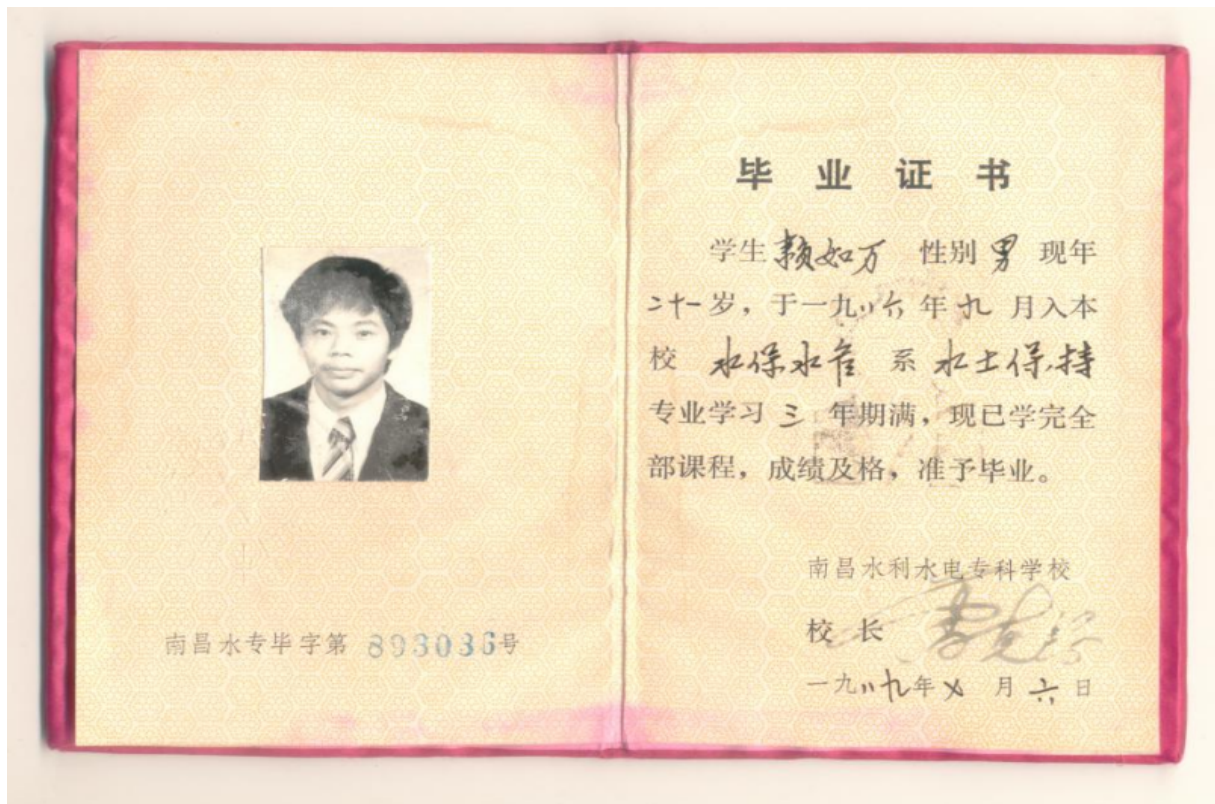 南昌水专毕字第 893036号
毕业证书
学生赖如万 性别男 现年
二十一岁,于一九八六年九月入本
校 水保水 系 水土保持
专业学习三年期满,现已学完全
部课程,成绩及格,准予毕业。
南昌水利水电专科学校
校长
一九八九年七月六日